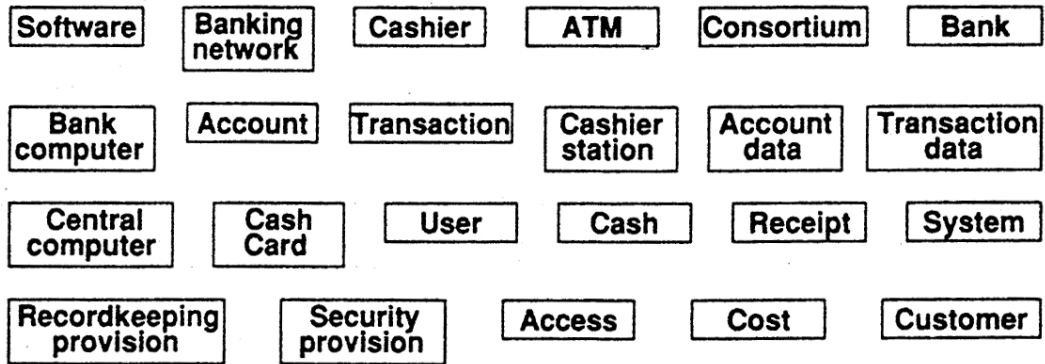 Software Banking network Cashier ATM Consortium Bank
Bank computer Account Transaction Cashier station Account data Transaction data
Central computer Cash Card User Cash Receipt System
Recordkeeping provision Security provision Access Cost Customer